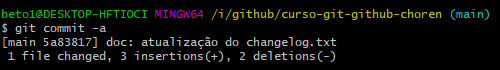 beto1@DESKTOP-HFTIOCI MINGW64 /i/github/curso-git-github-choren (main)
$ git commit -a
[main 5a83817] doc: atualização do changelog.txt
 1 file changed, 3 insertions(+), 2 deletions(-)